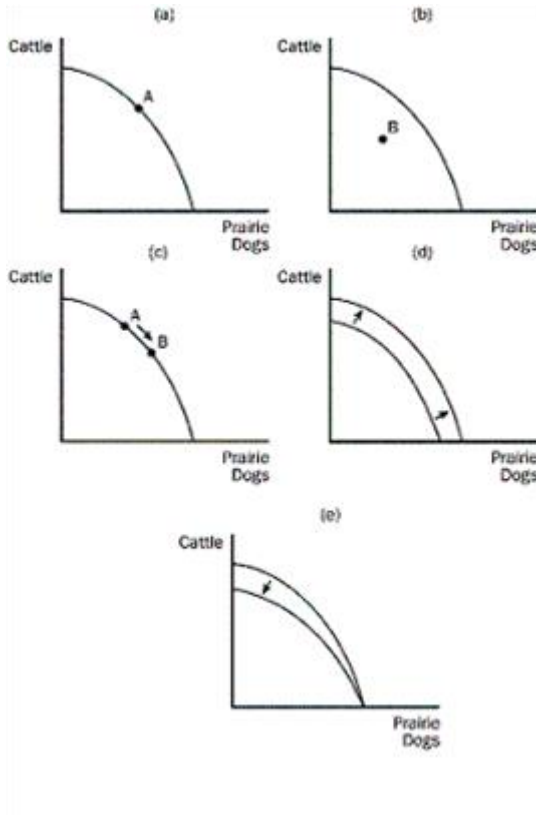 (a)
Cattle
A
Prairie
Dogs
(b)
Cattle
B
Prairie
Dogs
(c)
Cattle
A
B
Prairie
Dogs
(d)
Cattle
Prairie
Dogs
(e)
Cattle
Prairie
Dogs